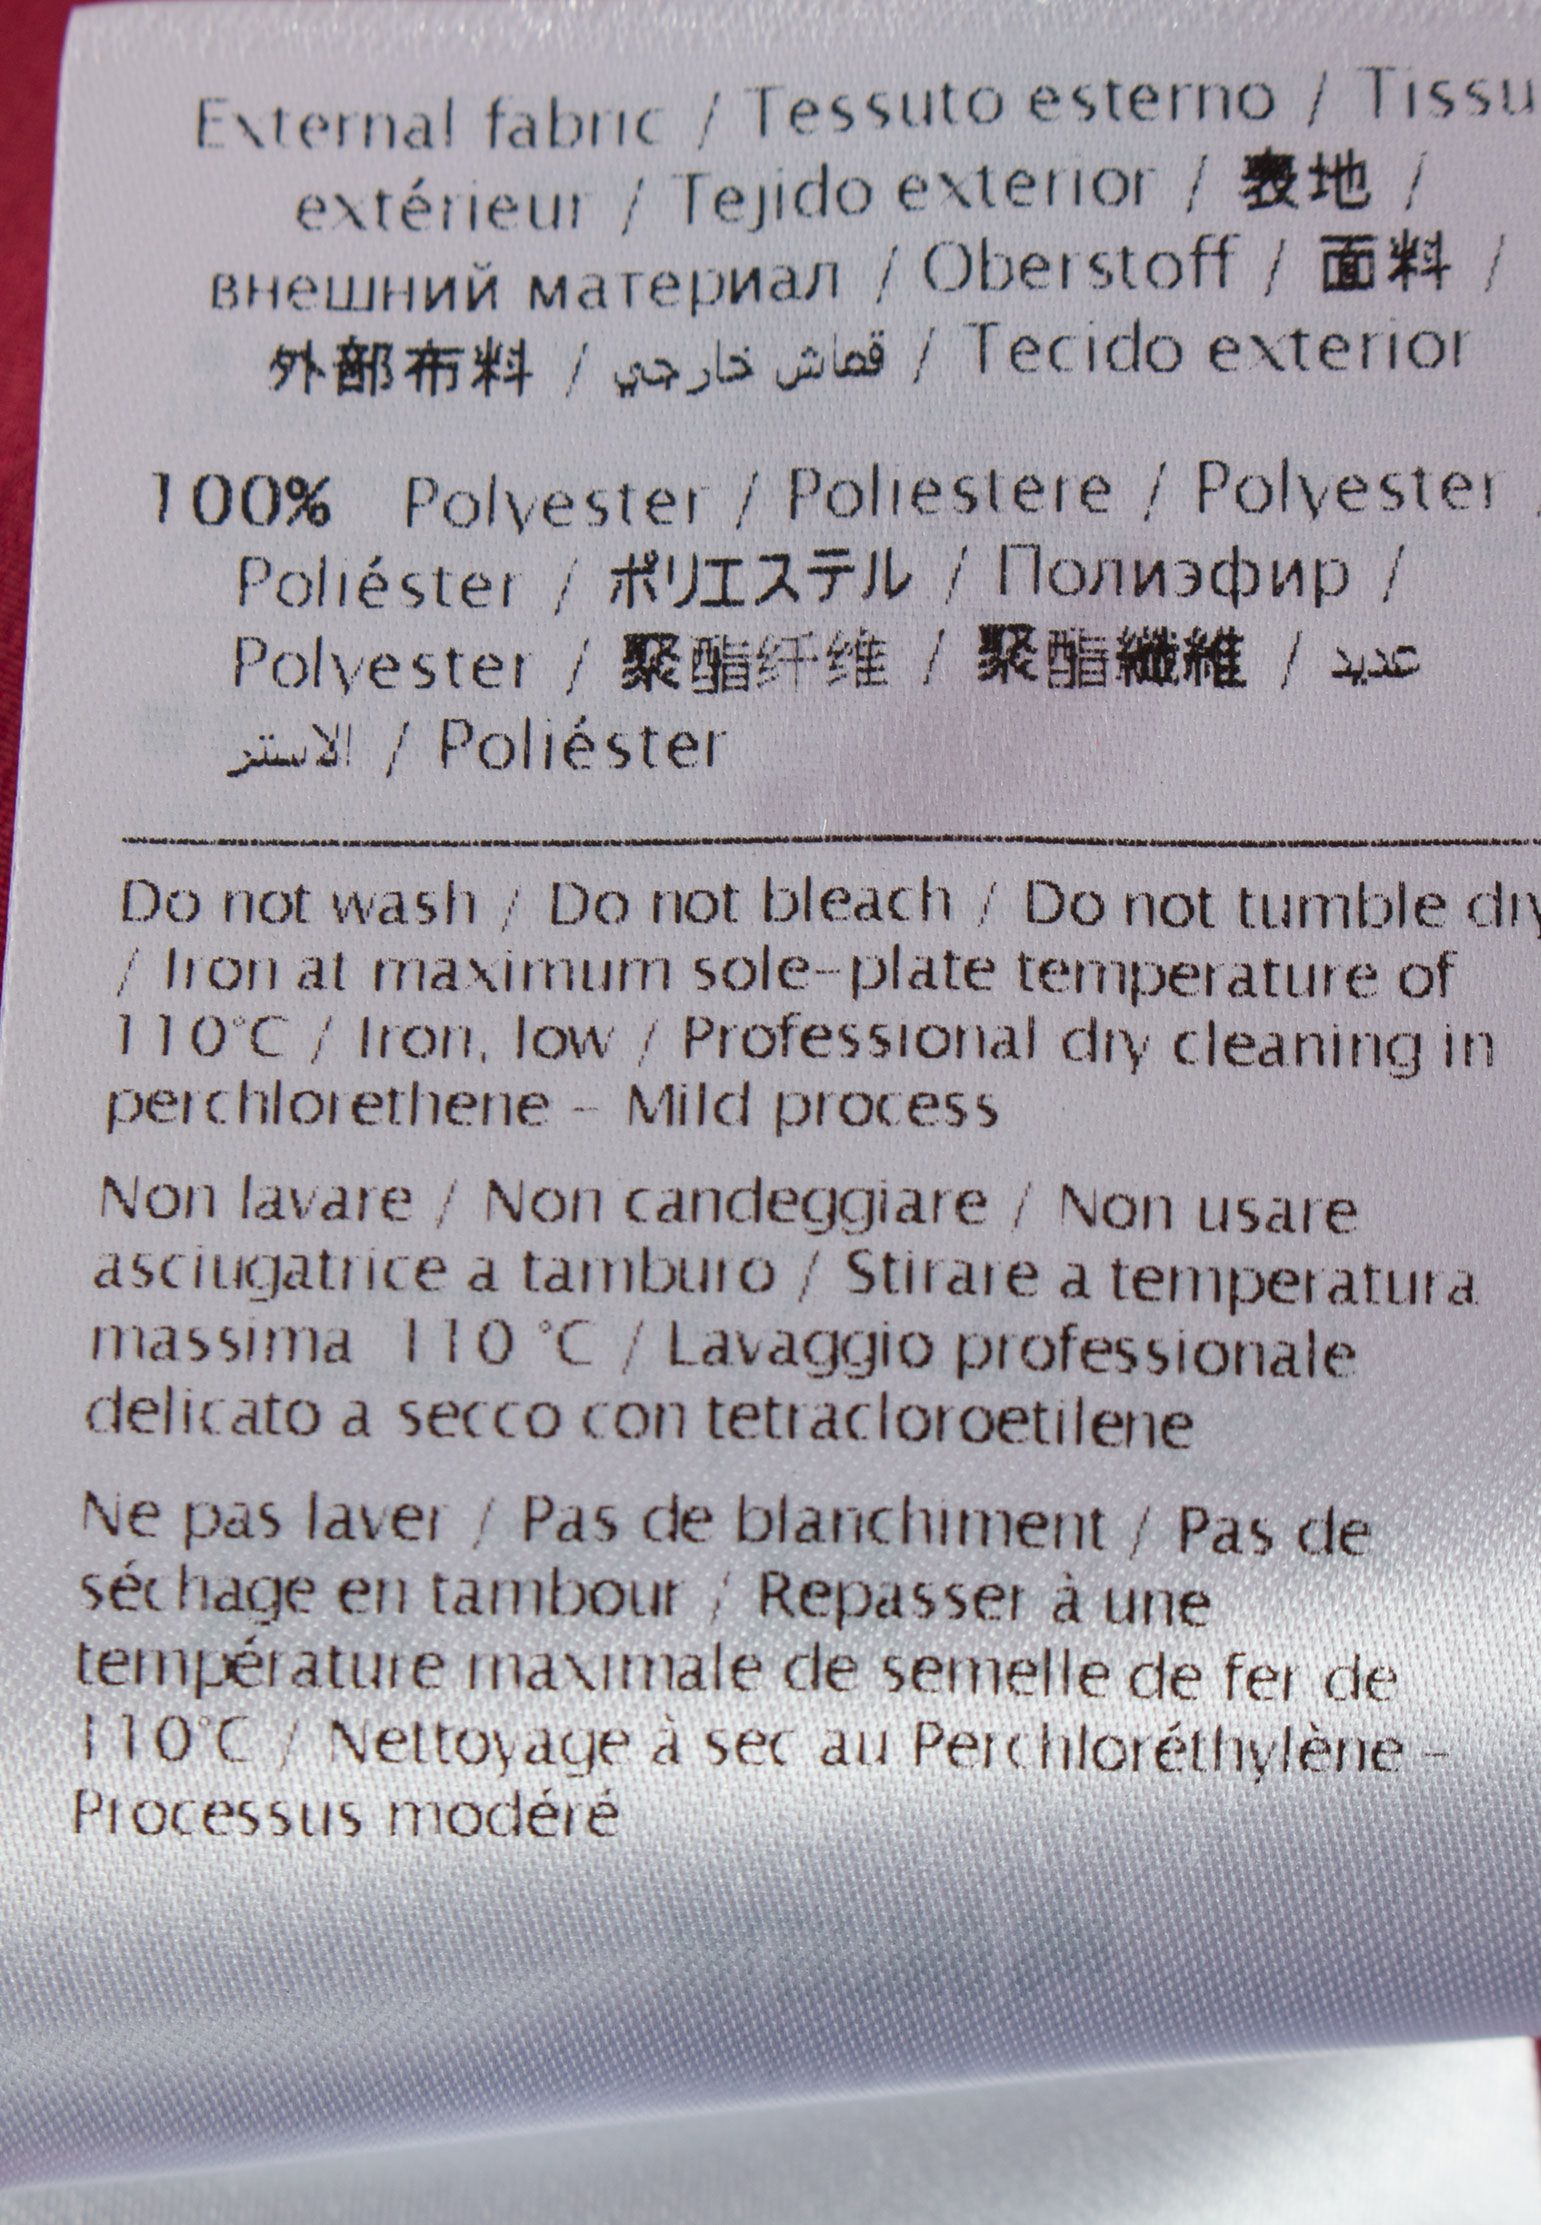 External fabric / Tessuto esterno / Tissu
extérieur / Tejido exterior / 表地 /
внешний материал / Oberstoff / 面料 /
外部布料 / قماش خارجي / Tecido exterior
100% Polyester / Poliestere / Polyester /
Poliéster / ポリエステル / Полиэфир /
Polyester / 聚酯纤维 / 聚酯纖維 / عديد
الاستر / Poliéster
Do not wash / Do not bleach / Do not tumble dry
/ Iron at maximum sole-plate temperature of
110°C / Iron, low / Professional dry cleaning in
perchlorethene - Mild process
Non lavare / Non candeggiare / Non usare
asciugatrice a tamburo / Stirare a temperatura
massima 110 °C / Lavaggio professionale
delicato a secco con tetracloroetilene
Ne pas laver / Pas de blanchiment / Pas de
séchage en tambour / Repasser à une
température maximale de semelle de fer de
110°C / Nettoyage à sec au Perchloréthylène -
Processus modéré